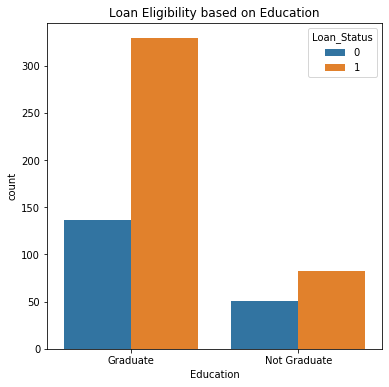 Loan Eligibility based on Education
Loan_Status
0
1
300
250
200
150
100
50
0
count
Graduate
Not Graduate
Education